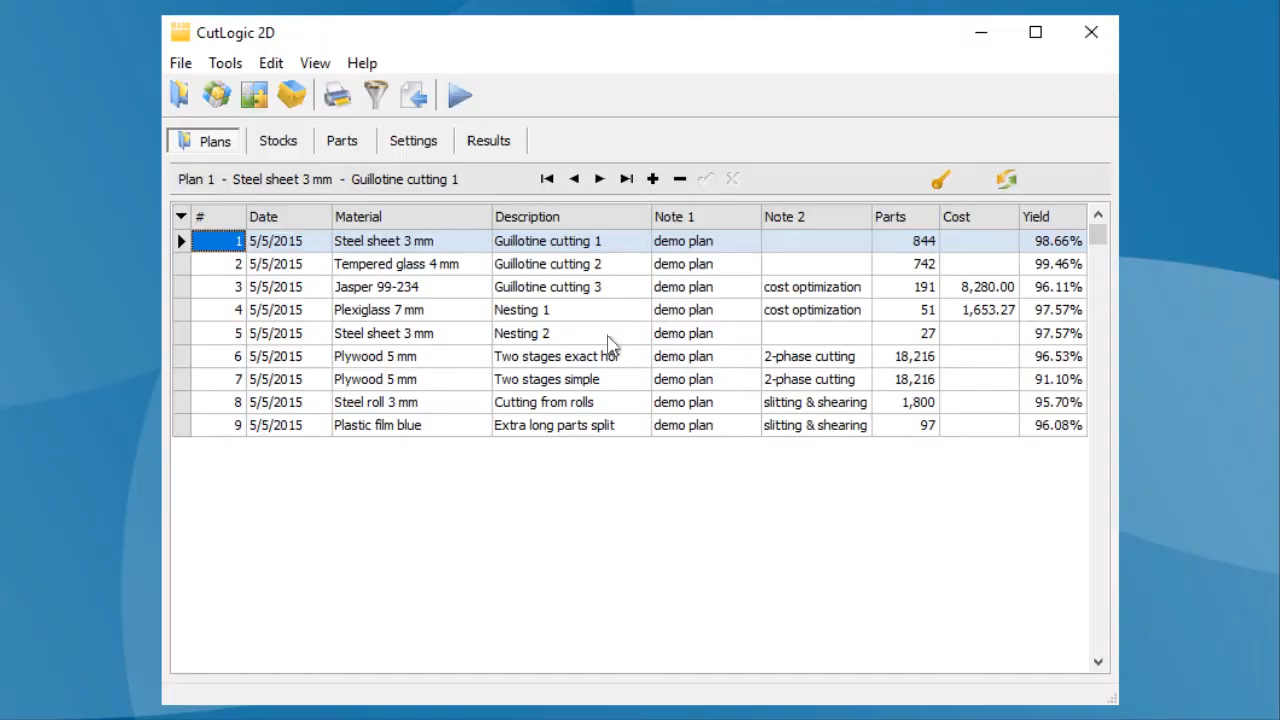 CutLogic 2D
File Tools Edit View Help
Plans Stocks Parts Settings Results
Plan 1 - Steel sheet 3 mm - Guillotine cutting 1
# Date Material Description Note 1 Note 2 Parts Cost Yield
1 5/5/2015 Steel sheet 3 mm Guillotine cutting 1 demo plan 844 98.66%
2 5/5/2015 Tempered glass 4 mm Guillotine cutting 2 demo plan 742 99.46%
3 5/5/2015 Jasper 99-234 Guillotine cutting 3 demo plan cost optimization 191 8,280.00 96.11%
4 5/5/2015 Plexiglass 7 mm Nesting 1 demo plan cost optimization 51 1,653.27 97.57%
5 5/5/2015 Steel sheet 3 mm Nesting 2 demo plan 27 97.57%
6 5/5/2015 Plywood 5 mm Two stages exact hor demo plan 2-phase cutting 18,216 96.53%
7 5/5/2015 Plywood 5 mm Two stages simple demo plan 2-phase cutting 18,216 91.10%
8 5/5/2015 Steel roll 3 mm Cutting from rolls demo plan slitting & shearing 1,800 95.70%
9 5/5/2015 Plastic film blue Extra long parts split demo plan slitting & shearing 97 96.08%